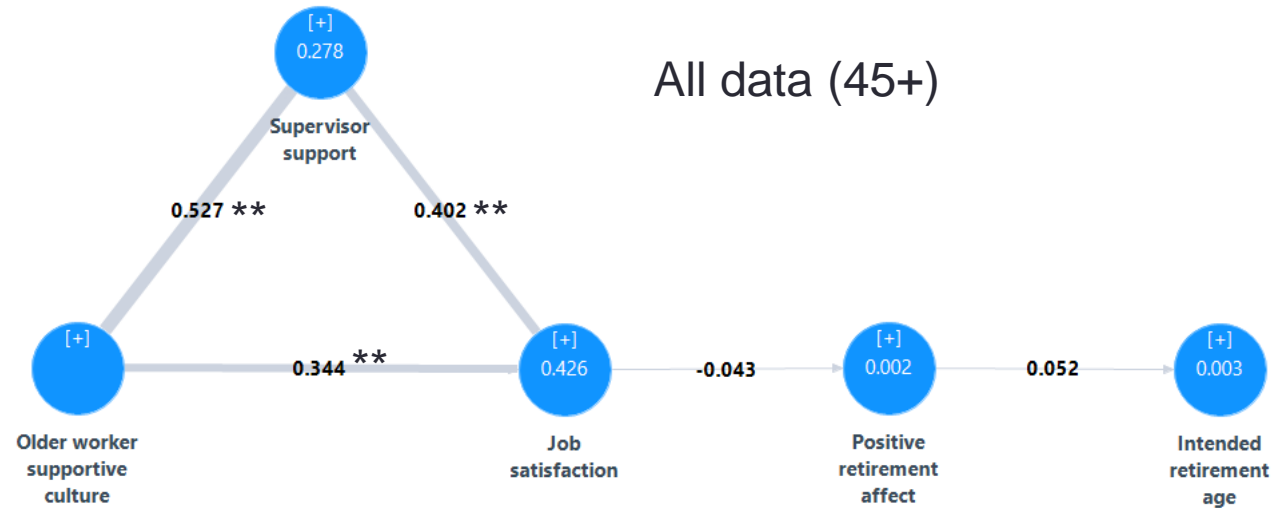 [+]
0.278
All data (45+)
Supervisor
support
0.527 **
0.402 **
[+]
0.344 **
[+]
0.426
-0.043
[+]
0.002
0.052
[+]
0.003
Older worker
supportive
culture
Job
satisfaction
Positive
retirement
affect
Intended
retirement
age